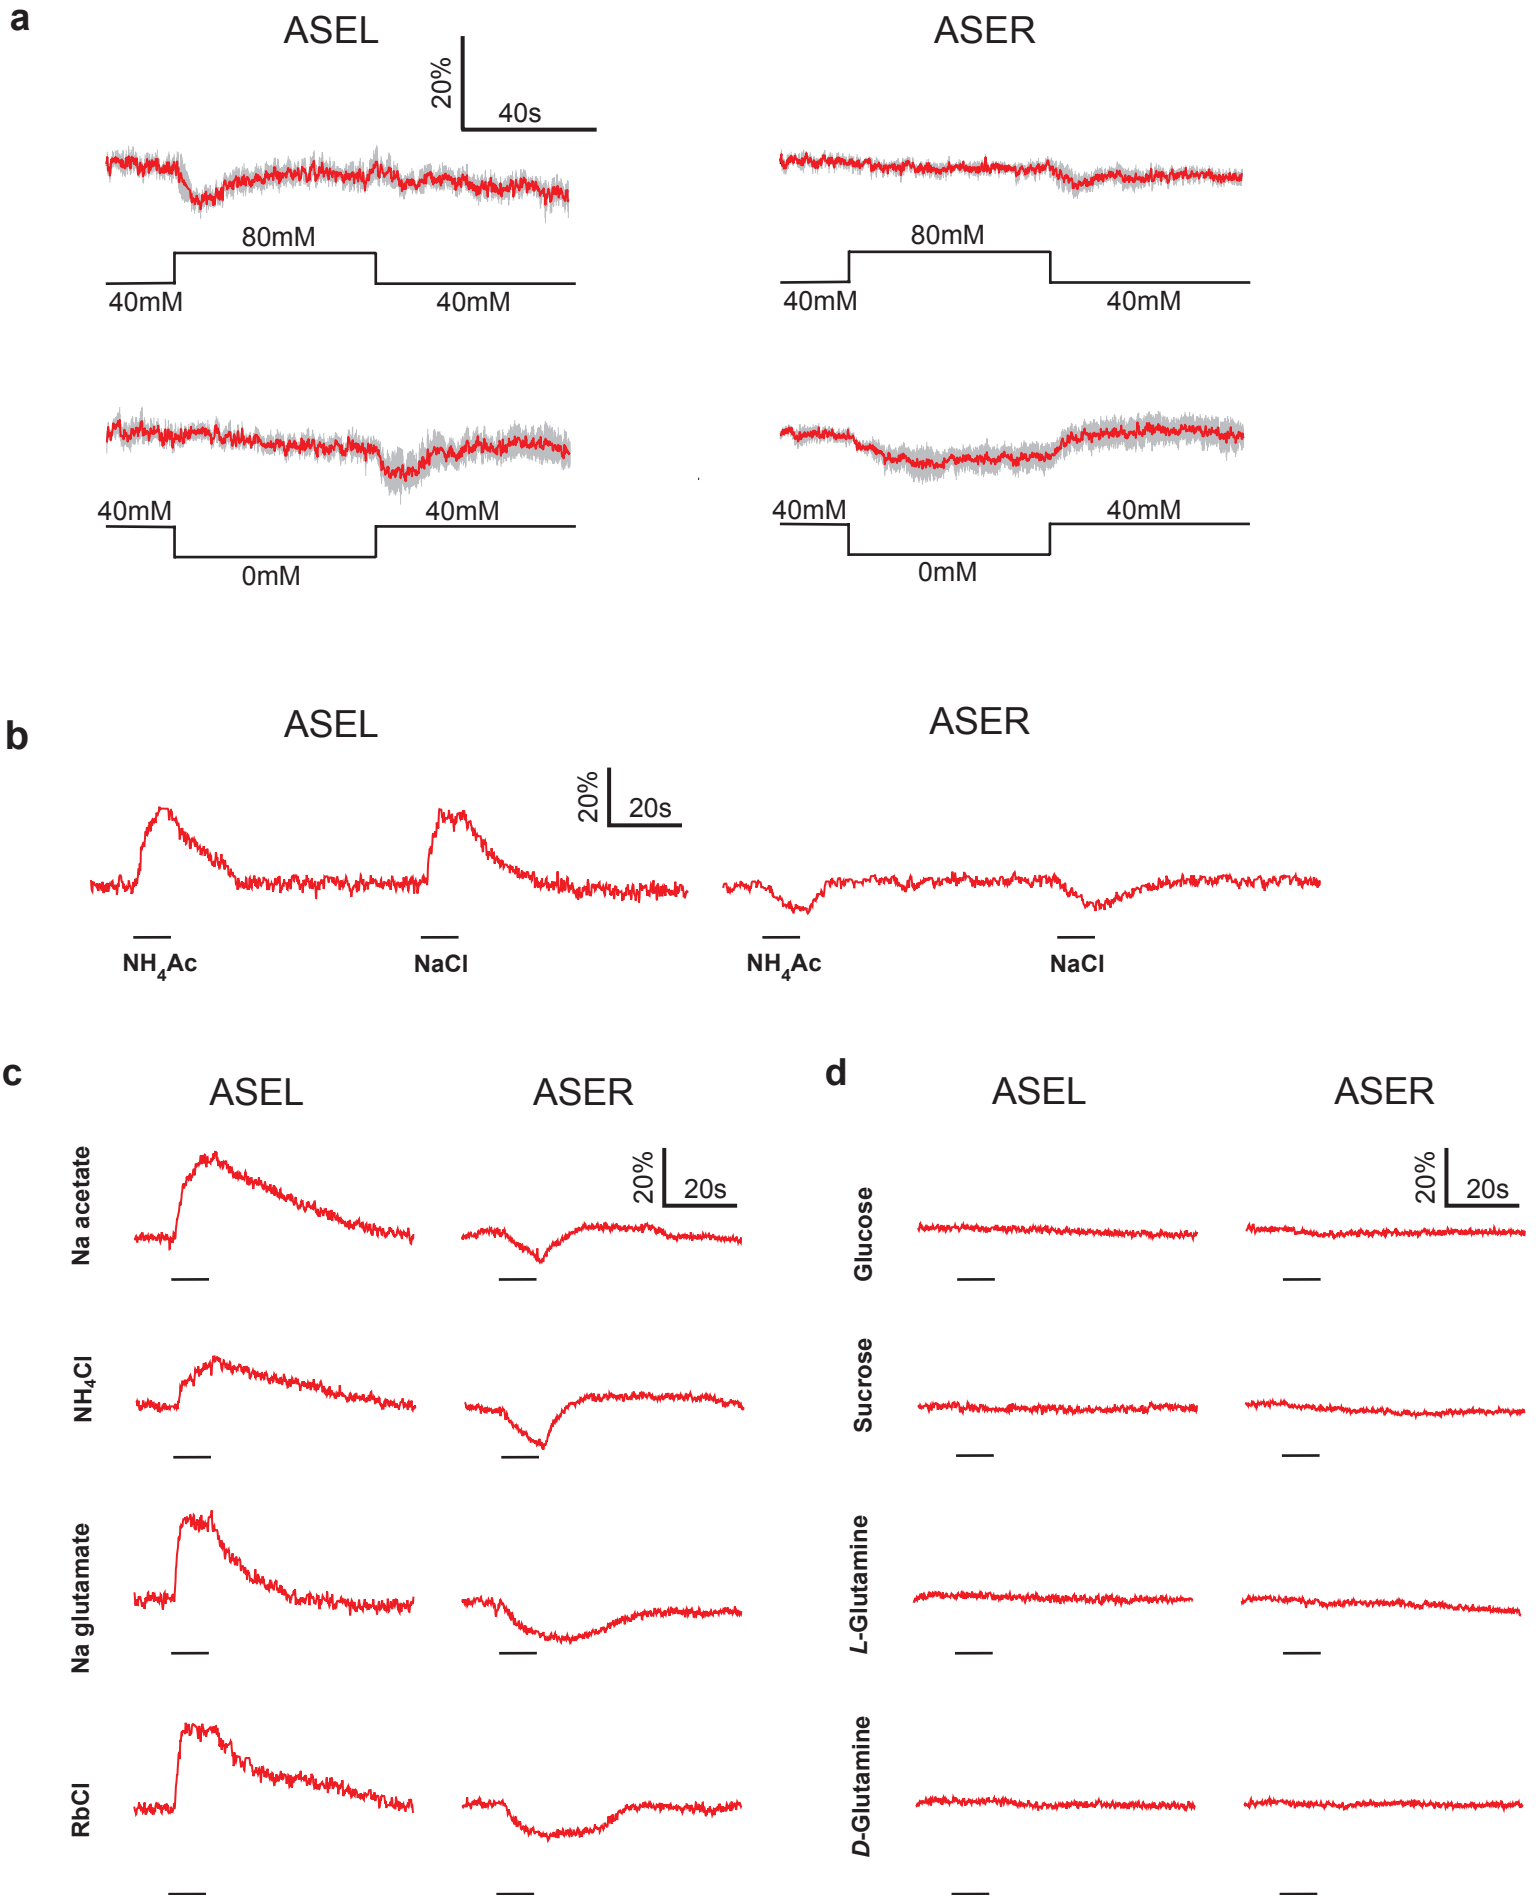 a
ASEL
ASER
20%
40s
80mM
40mM
40mM
80mM
40mM
40mM
40mM
40mM
0mM
40mM
40mM
0mM
b
ASEL
ASER
20%
20s
NH4Ac
NaCl
NH4Ac
NaCl
c
ASEL
ASER
20%
20s
Na acetate
NH4Cl
Na glutamate
RbCl
d
ASEL
ASER
20%
20s
Glucose
Sucrose
L-Glutamine
D-Glutamine